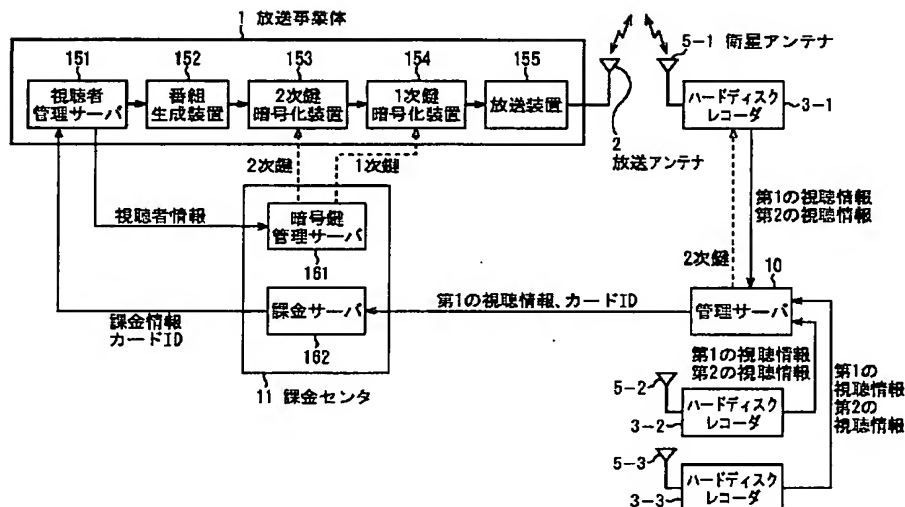 1 放送事業体
151
152
153
154
155
視聴者
管理サーバ
番組
生成装置
2次鍵
暗号化装置
1次鍵
暗号化装置
放送装置
2
放送アンテナ
5-1 衛星アンテナ
ハードディスク
レコーダ
3-1
2次鍵
1次鍵
視聴者情報
暗号鍵
管理サーバ
161
第1の視聴情報
第2の視聴情報
2次鍵
10
管理サーバ
第1の視聴情報、カードID
課金サーバ
162
課金情報
カードID
11 課金センタ
第1の視聴情報
第2の視聴情報
第1の
視聴情報
第2の
視聴情報
5-2
ハードディスク
レコーダ
3-2
5-3
ハードディスク
レコーダ
3-3